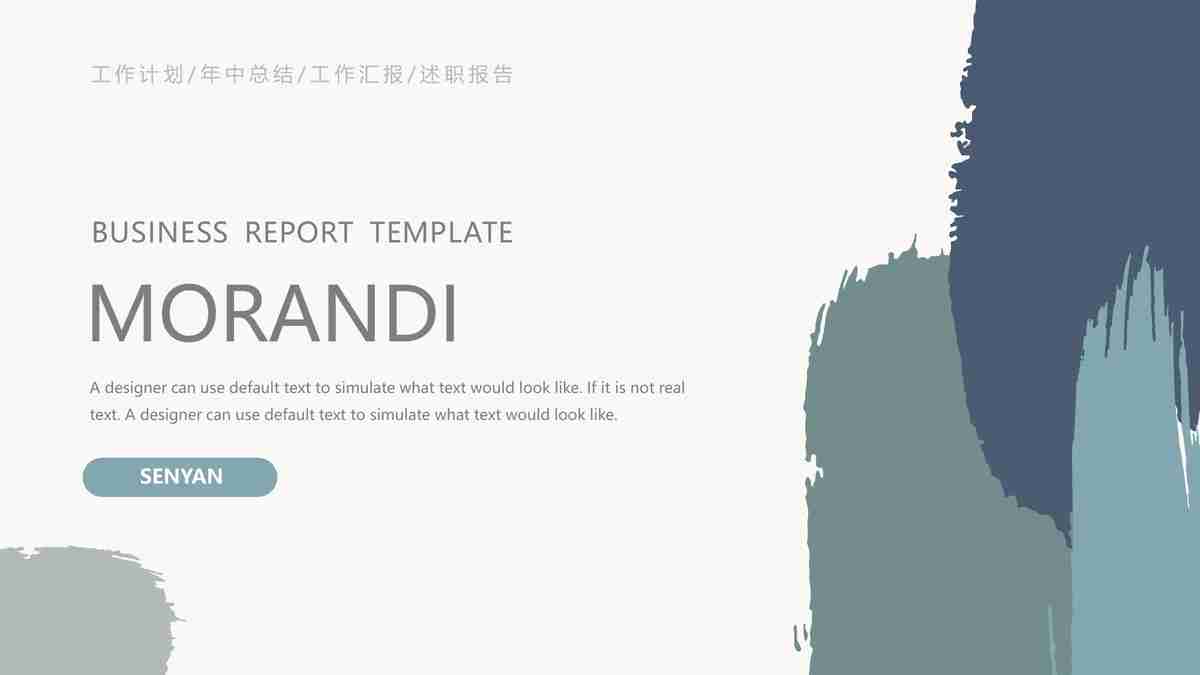 工作计划/年中总结/工作汇报/述职报告
BUSINESS REPORT TEMPLATE
MORANDI
A designer can use default text to simulate what text would look like. If it is not real
text. A designer can use default text to simulate what text would look like.
SENYAN